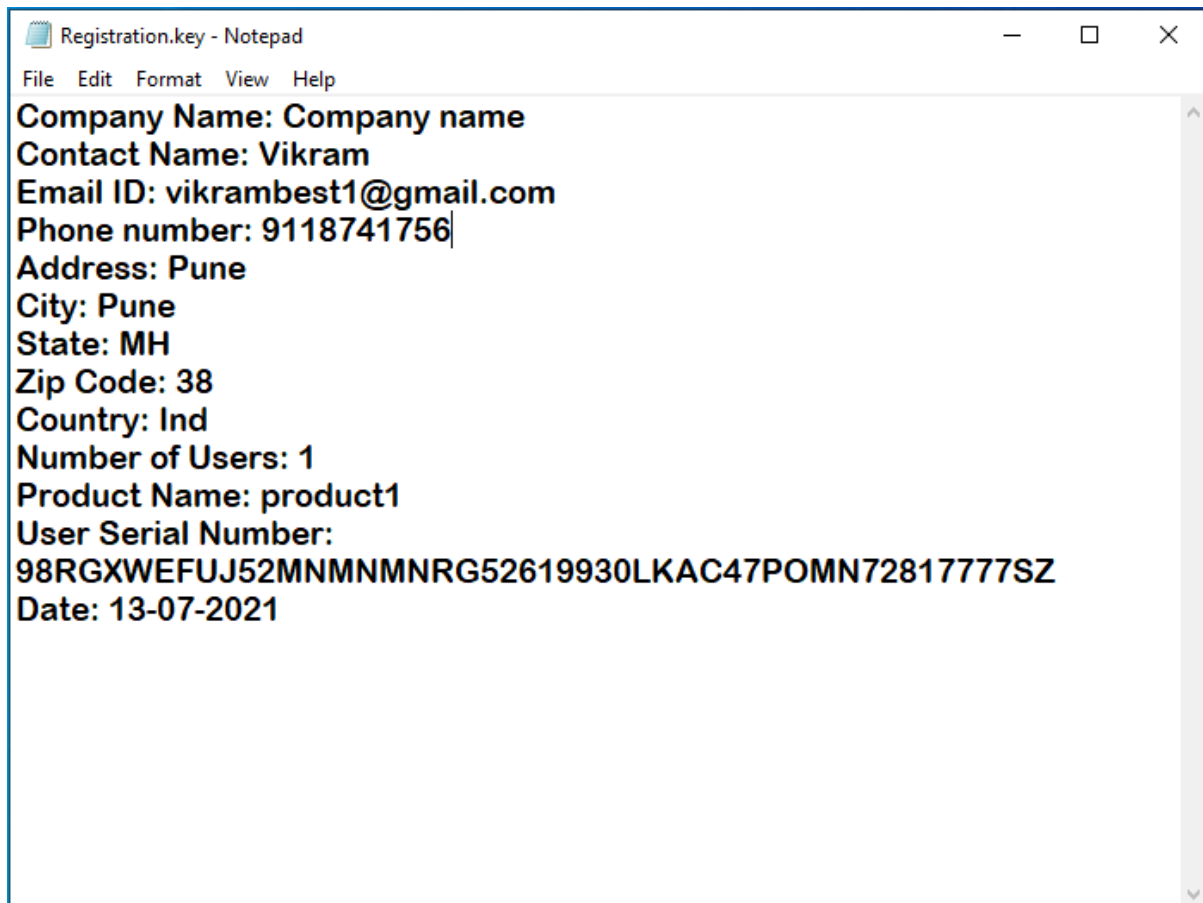 Registration.key - Notepad
File Edit Format View Help
Company Name: Company name
Contact Name: Vikram
Email ID: vikrambest1@gmail.com
Phone number: 9118741756
Address: Pune
City: Pune
State: MH
Zip Code: 38
Country: Ind
Number of Users: 1
Product Name: product1
User Serial Number:
98RGXWEFUJ52MNMNMNRG52619930LKAC47POMN72817777SZ
Date: 13-07-2021